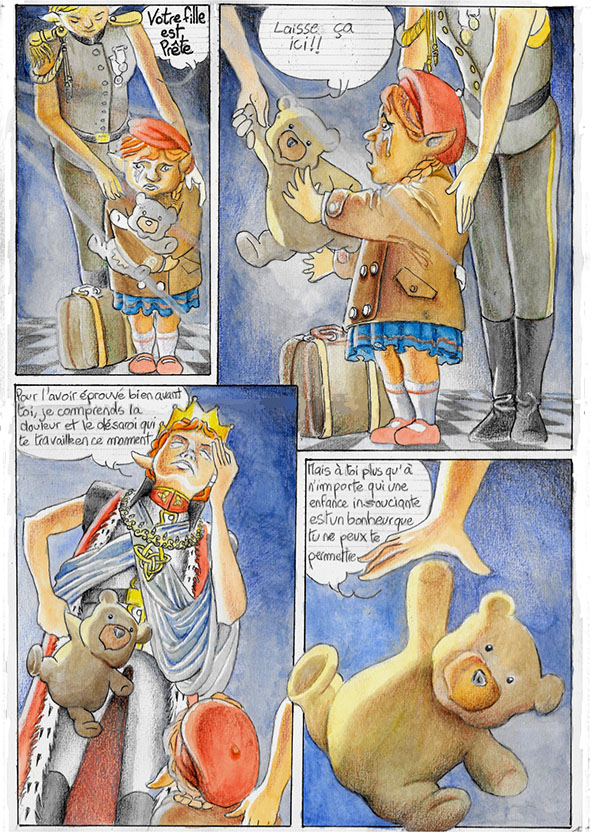 Votre fille
est
Prête
Laisse ça
ici!!
Pour l'avoir éprouvé bien avant
toi, je comprends la
douleur et le désaroi qui
te travaille en ce moment
Mais à toi plus qu'à
n'importe qui une
enfance insouciante
est un bonheur que
tu ne peux te
permettre